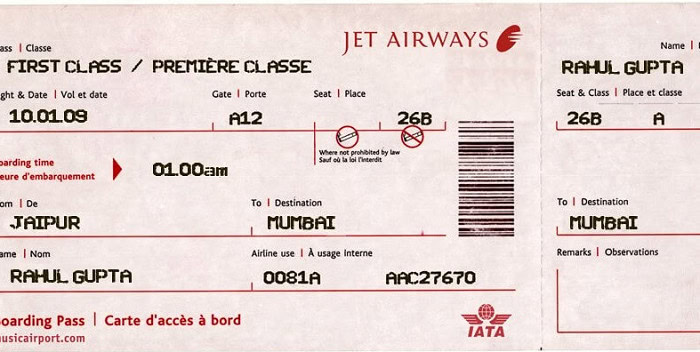 JET AIRWAYS
ass | Classe
FIRST CLASS / PREMIÈRE CLASSE
ght & Date | Vol et date
Gate | Porte
Seat | Place
10.01.09
A12
26B
Where not prohibited by law
Sauf où la loi l'interdit
oarding time
eure d'embarquement
01.00am
om | De
To | Destination
JAIPUR
MUMBAI
ame | Nom
Airline use | À usage Interne
RAHUL GUPTA
0081A
AAC27670
oarding Pass | Carte d'accès à bord
usicairport.com
IATA
Name |
RAHUL GUPTA
Seat & Class | Place et classe
26B
A
To | Destination
MUMBAI
Remarks | Observations